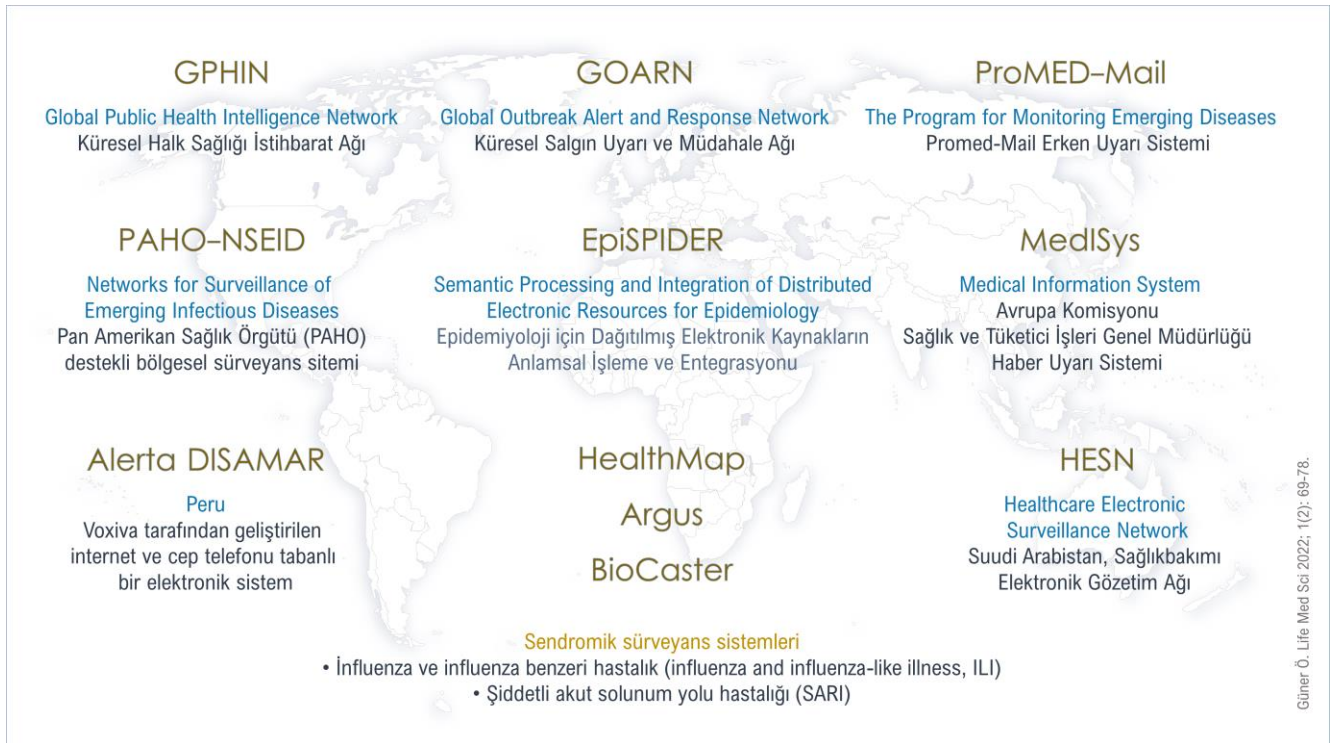 GPHIN
Global Public Health Intelligence Network
Küresel Halk Sağlığı İstihbarat Ağı
GOARN
Global Outbreak Alert and Response Network
Küresel Salgın Uyarı ve Müdahale Ağı
ProMED–Mail
The Program for Monitoring Emerging Diseases
Promed-Mail Erken Uyarı Sistemi
PAHO–NSEID
Networks for Surveillance of
Emerging Infectious Diseases
Pan Amerikan Sağlık Örgütü (PAHO)
destekli bölgesel sürveyans sitemi
EpiSPIDER
Semantic Processing and Integration of Distributed
Electronic Resources for Epidemiology
Epidemiyoloji için Dağıtılmış Elektronik Kaynakların
Anlamsal İşleme ve Entegrasyonu
MedISys
Medical Information System
Avrupa Komisyonu
Sağlık ve Tüketici İşleri Genel Müdürlüğü
Haber Uyarı Sistemi
Alerta DISAMAR
Peru
Voxiva tarafından geliştirilen
internet ve cep telefonu tabanlı
bir elektronik sistem
HealthMap
Argus
BioCaster
HESN
Healthcare Electronic
Surveillance Network
Suudi Arabistan, Sağlıkbakımı
Elektronik Gözetim Ağı
Sendromik sürveyans sistemleri
• İnfluenza ve influenza benzeri hastalık (influenza and influenza-like illness, ILI)
• Şiddetli akut solunum yolu hastalığı (SARI)
Güner Ö. Life Med Sci 2022; 1(2): 69-78.